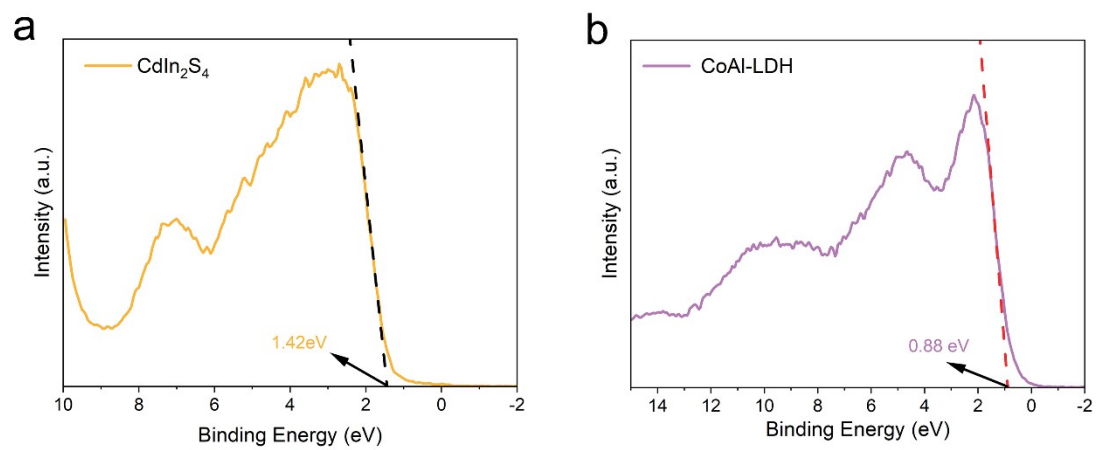 a
CdIn₂S₄
Intensity (a.u.)
1.42eV
10 8 6 4 2 0 -2
Binding Energy (eV)
b
CoAl-LDH
Intensity (a.u.)
0.88 eV
14 12 10 8 6 4 2 0 -2
Binding Energy (eV)